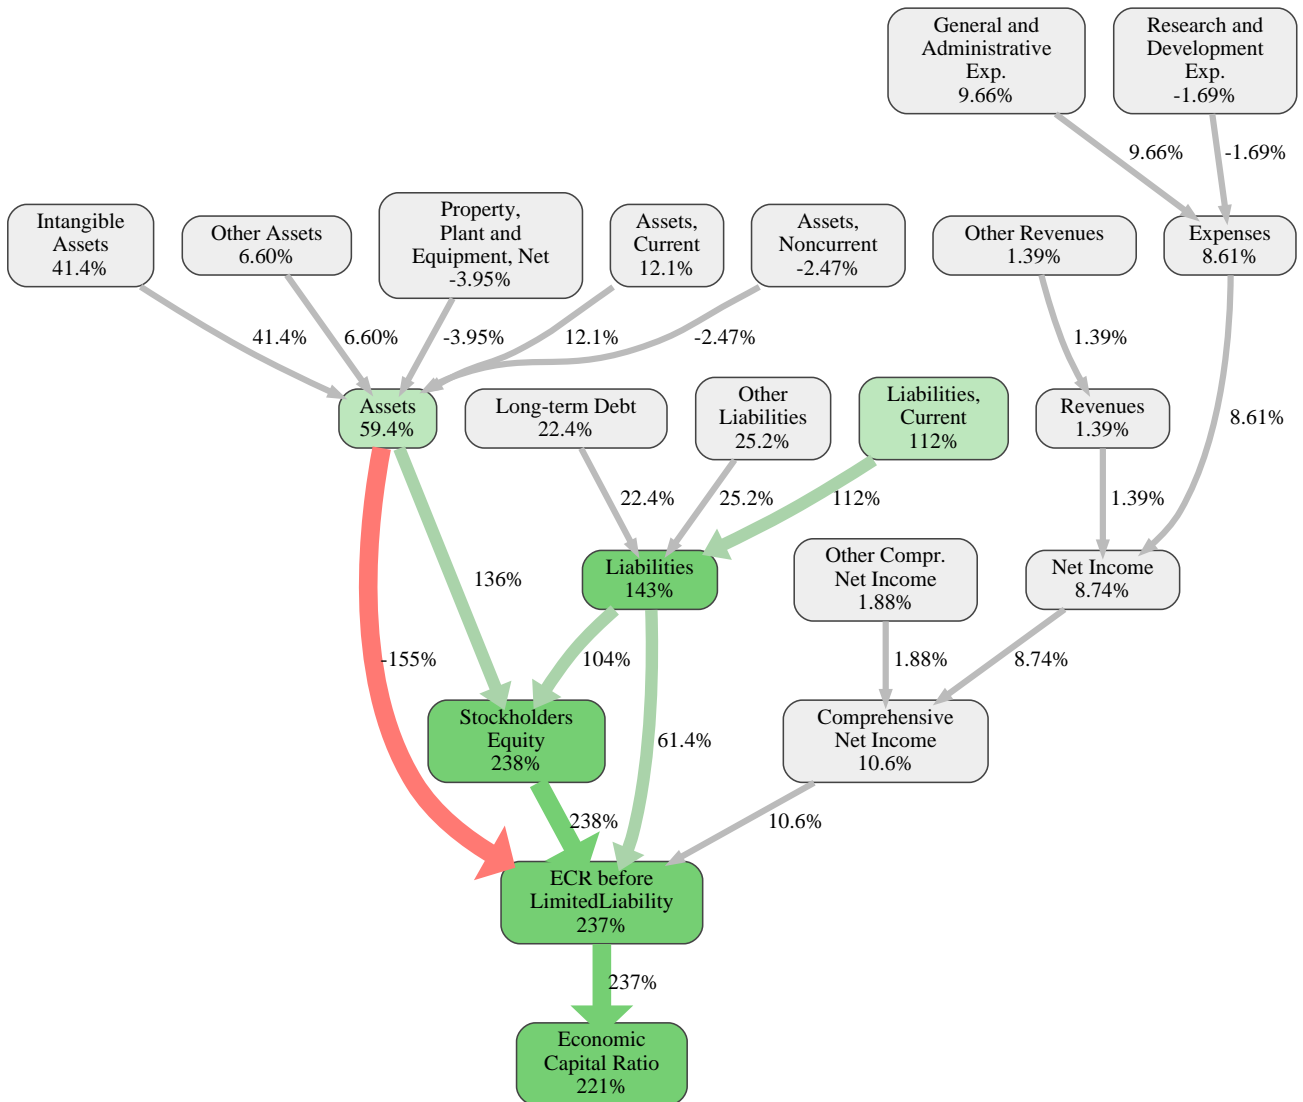 General and
Administrative
Exp.
9.66%
Research and
Development
Exp.
-1.69%
9.66%
-1.69%
Intangible
Assets
41.4%
Other Assets
6.60%
Property,
Plant and
Equipment, Net
-3.95%
Assets,
Current
12.1%
Assets,
Noncurrent
-2.47%
Other Revenues
1.39%
Expenses
8.61%
41.4%
6.60%
-3.95%
12.1%
-2.47%
1.39%
8.61%
Assets
59.4%
Long-term Debt
22.4%
Other
Liabilities
25.2%
Liabilities,
Current
112%
Revenues
1.39%
22.4%
25.2%
112%
1.39%
136%
Liabilities
143%
Other Compr.
Net Income
1.88%
Net Income
8.74%
-155%
104%
1.88%
8.74%
Stockholders
Equity
238%
61.4%
Comprehensive
Net Income
10.6%
238%
10.6%
ECR before
LimitedLiability
237%
237%
Economic
Capital Ratio
221%